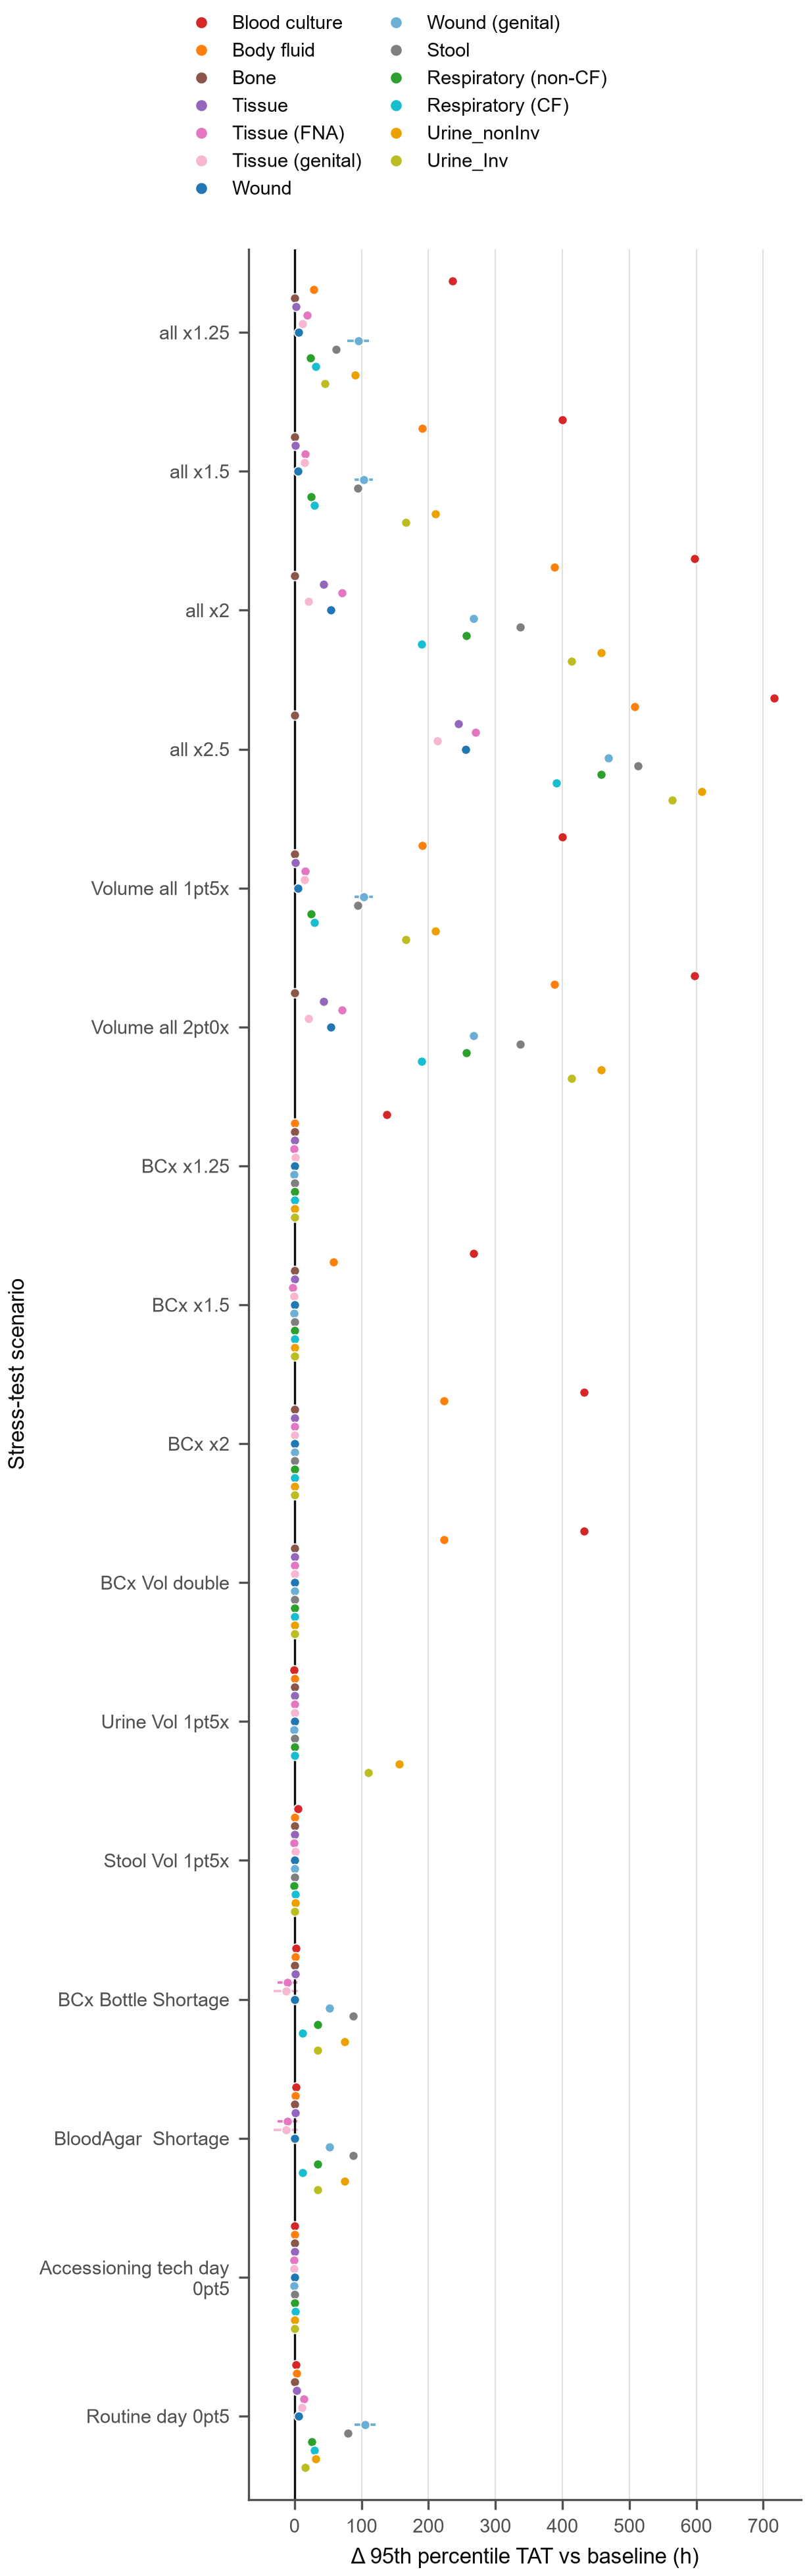 Blood culture
Body fluid
Bone
Tissue
Tissue (FNA)
Tissue (genital)
Wound
Wound (genital)
Stool
Respiratory (non-CF)
Respiratory (CF)
Urine_nonInv
Urine_Inv
Stress-test scenario
all x1.25
all x1.5
all x2
all x2.5
Volume all 1pt5x
Volume all 2pt0x
BCx x1.25
BCx x1.5
BCx x2
BCx Vol double
Urine Vol 1pt5x
Stool Vol 1pt5x
BCx Bottle Shortage
BloodAgar  Shortage
Accessioning tech day
0pt5
Routine day 0pt5
0 100 200 300 400 500 600 700
Δ 95th percentile TAT vs baseline (h)